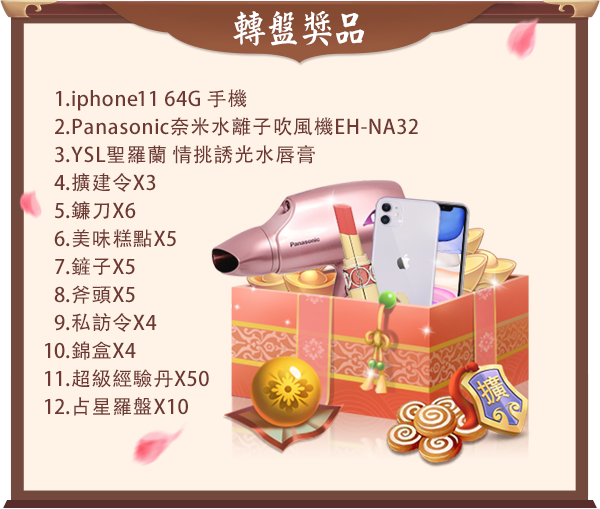 轉盤獎品
1.iphone11 64G 手機
2.Panasonic奈米水離子吹風機EH-NA32
3.YSL聖羅蘭 情挑誘光水唇膏
4.擴建令X3
5.鐮刀X6
6.美味糕點X5
7.鏟子X5
8.斧頭X5
9.私訪令X4
10.錦盒X4
11.超級經驗丹X50
12.占星羅盤X10
Panasonic
擴